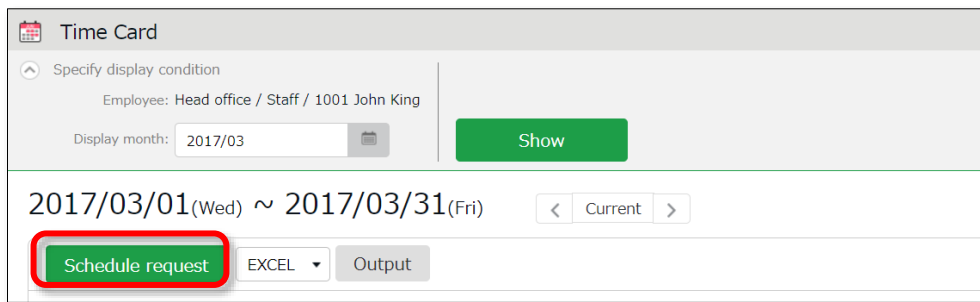 Time Card
Specify display condition
Employee: Head office / Staff / 1001 John King
Display month: 2017/03
Show
2017/03/01(Wed) ~ 2017/03/31(Fri)
< Current >
Schedule request EXCEL Output